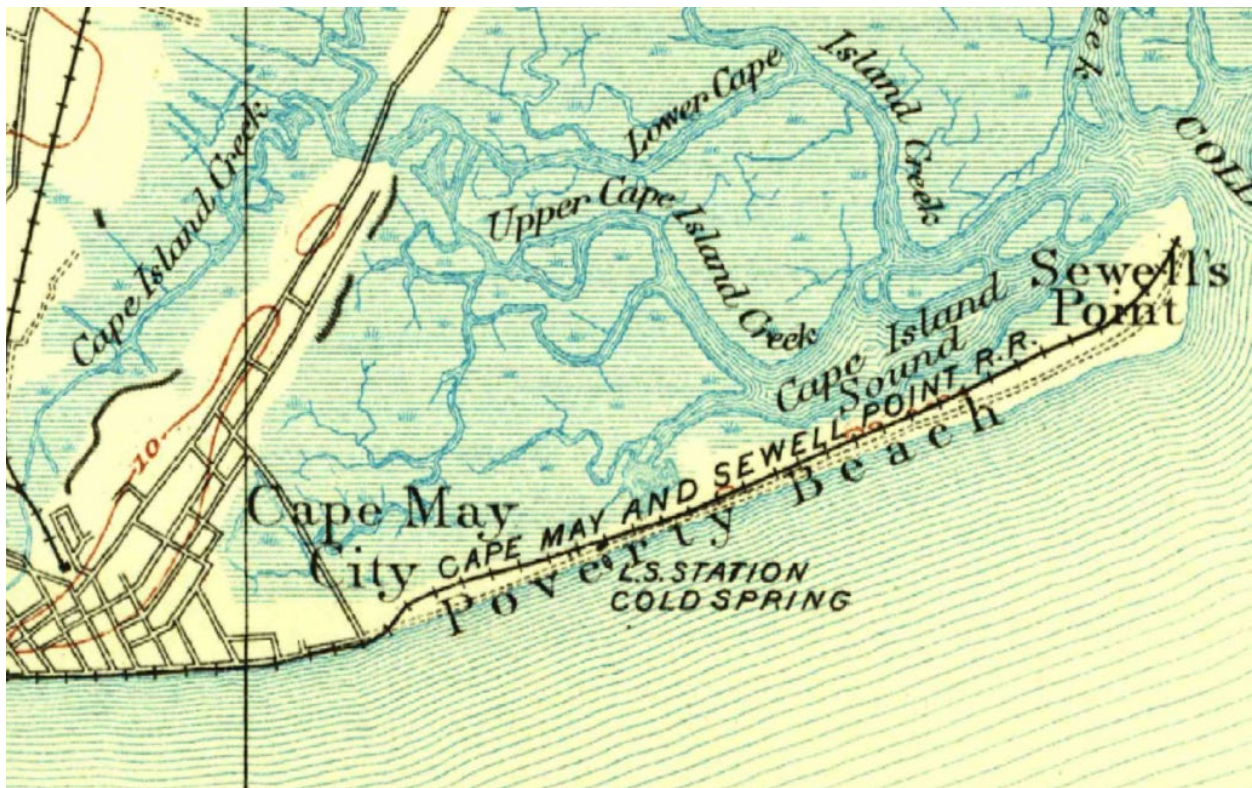 Cape Island Creek
Lower Cape Island Creek
COLD
Upper Cape Island Creek
Sewell's
Point
Cape Island
Sound
10
Cape May
City
CAPE MAY AND SEWELL POINT R.R.
Poverty Beach
L.S. STATION
COLD SPRING